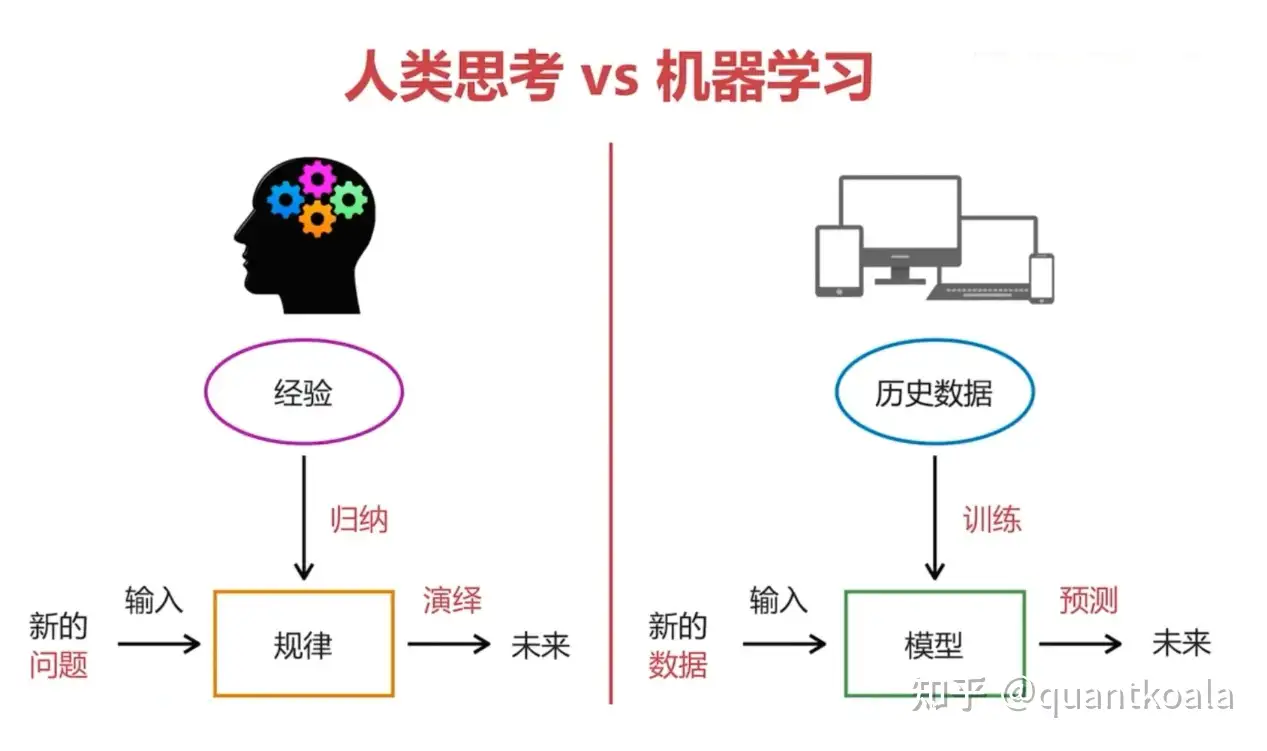 人类思考 vs 机器学习
经验
归纳
新的
问题
输入
规律
演绎
未来
历史数据
训练
新的
数据
输入
模型
预测
未来
知乎 @quantkoala